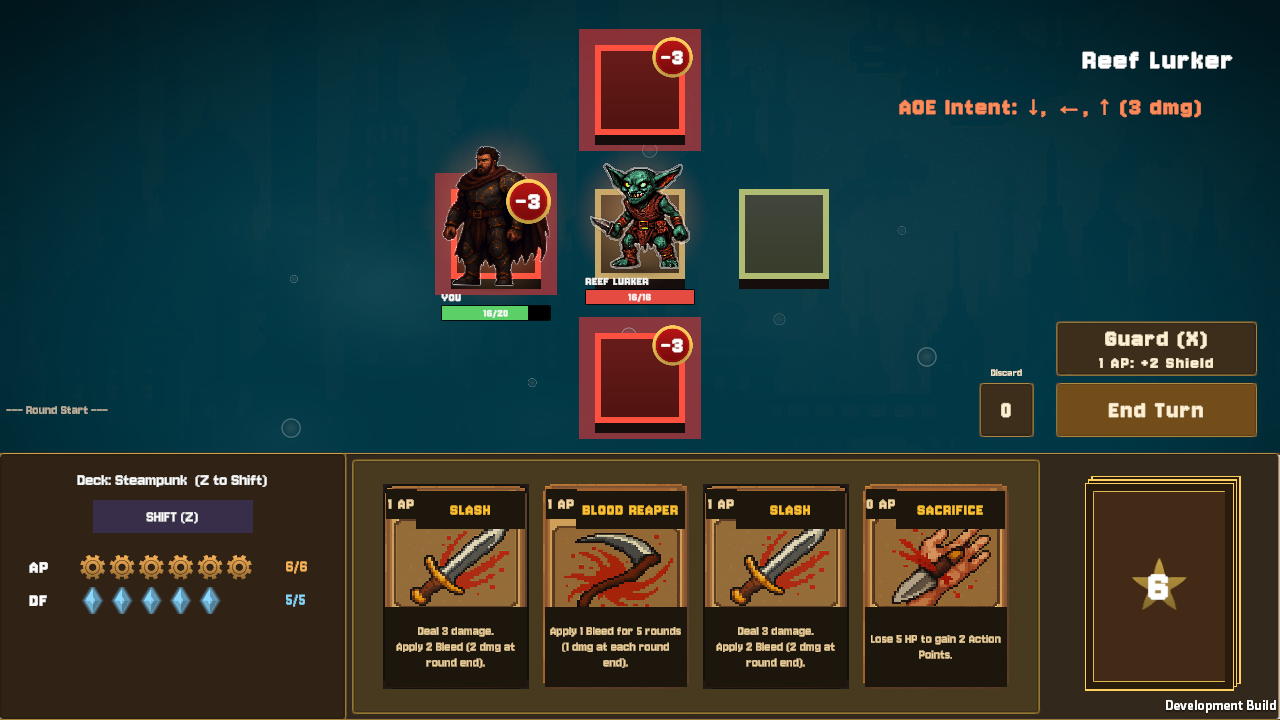 -3
Reef Lurker
AOE Intent: ↓, ←, ↑ (3 dmg)
-3
REEF LURKER
16/16
YOU
16/20
-3
Guard (X)
1 AP: +2 Shield
Discard
0
End Turn
--- Round Start ---
Deck: Steampunk (Z to Shift)
SHIFT (Z)
AP
6/6
DF
5/5
1 AP
SLASH
Deal 3 damage.
Apply 2 Bleed (2 dmg at
round end).
1 AP
BLOOD REAPER
Apply 1 Bleed for 5 rounds
(1 dmg at each round
end).
1 AP
SLASH
Deal 3 damage.
Apply 2 Bleed (2 dmg at
round end).
0 AP
SACRIFICE
Lose 5 HP to gain 2 Action
Points.
6
Development Build